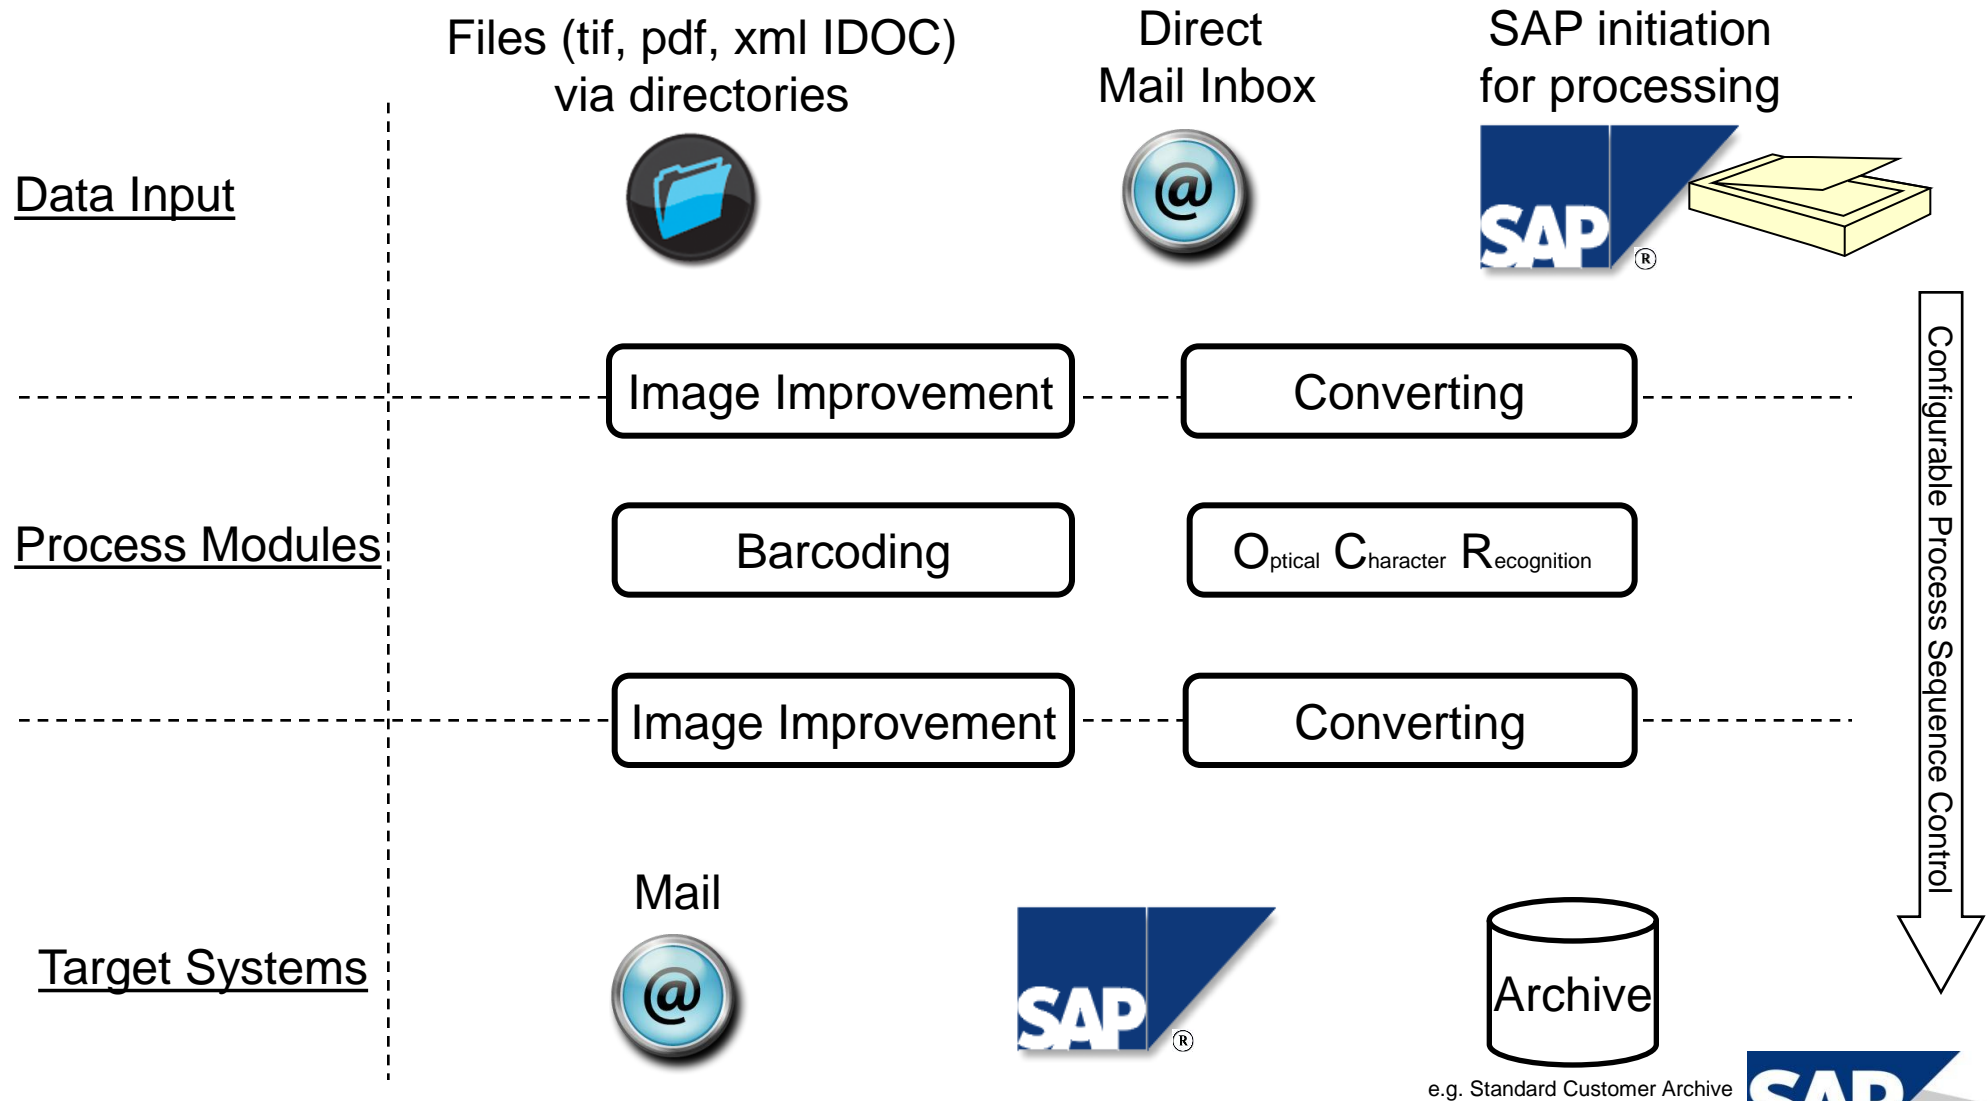 Files (tif, pdf, xml IDOC)
via directories
Direct
Mail Inbox
SAP initiation
for processing
Data Input
@
SAP
®
Image Improvement
Converting
Process Modules
Barcoding
Optical Character Recognition
Image Improvement
Converting
Configurable Process Sequence Control
Target Systems
Mail
@
SAP
®
Archive
e.g. Standard Customer Archive
SAP